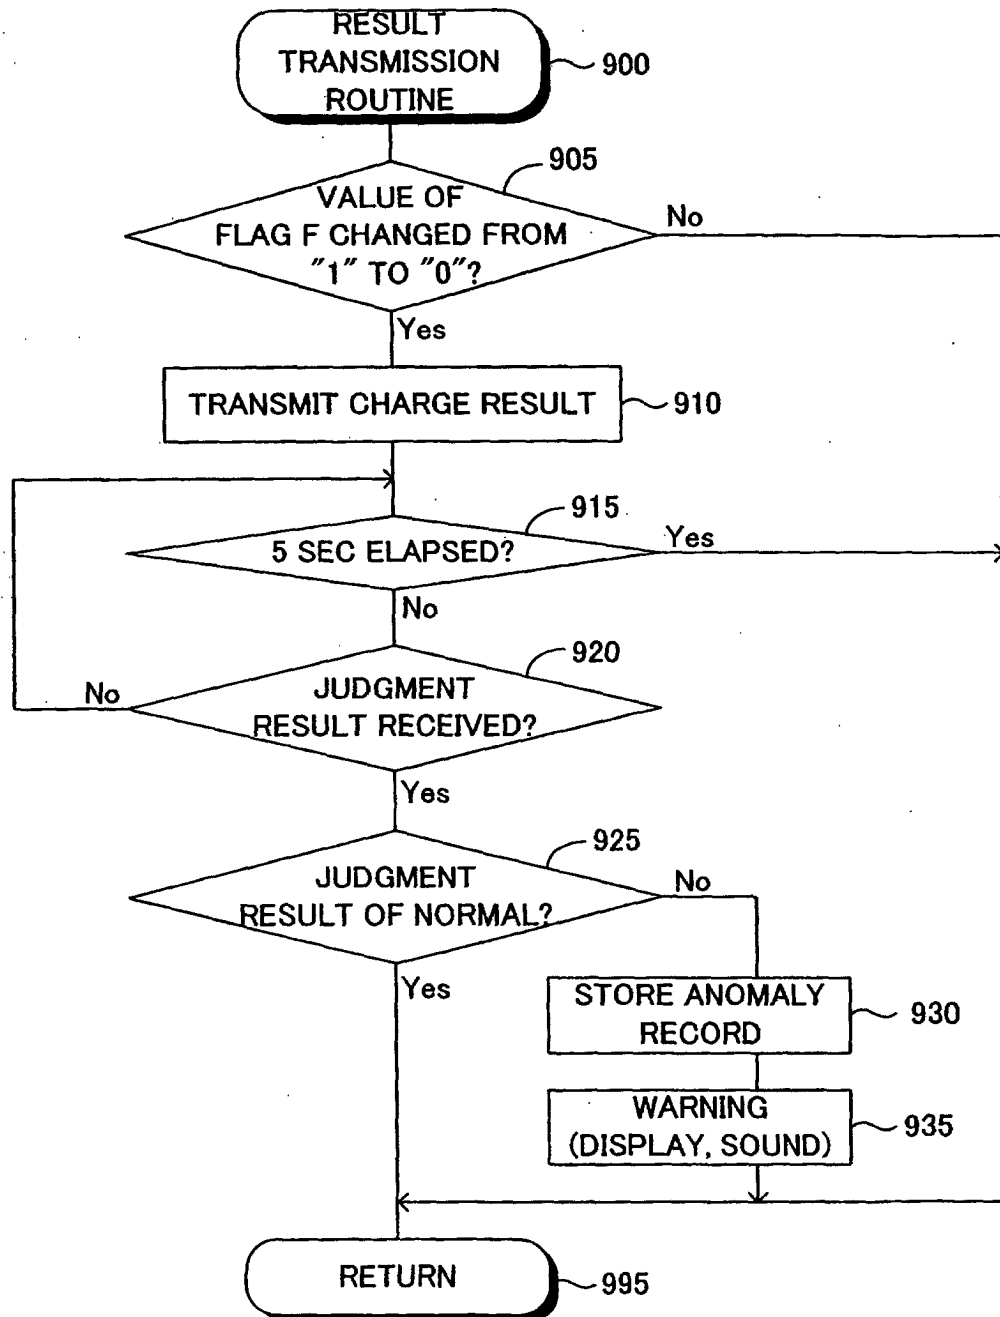 RESULT
TRANSMISSION
ROUTINE
900
905
VALUE OF
FLAG F CHANGED FROM
"1" TO "0"?
No
Yes
TRANSMIT CHARGE RESULT
910
915
5 SEC ELAPSED?
Yes
No
920
JUDGMENT
RESULT RECEIVED?
No
Yes
925
JUDGMENT
RESULT OF NORMAL?
No
Yes
STORE ANOMALY
RECORD
930
WARNING
(DISPLAY, SOUND)
935
RETURN
995